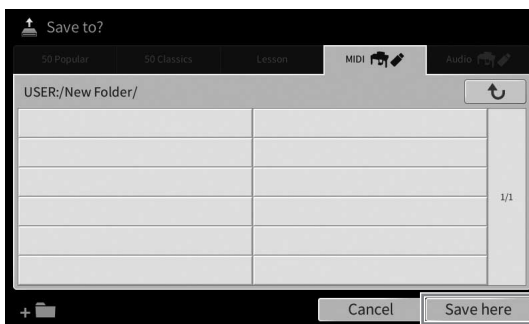 Save to?
50 Popular 50 Classics Lesson MIDI Audio
USER:/New Folder/
1/1
+ Cancel Save here